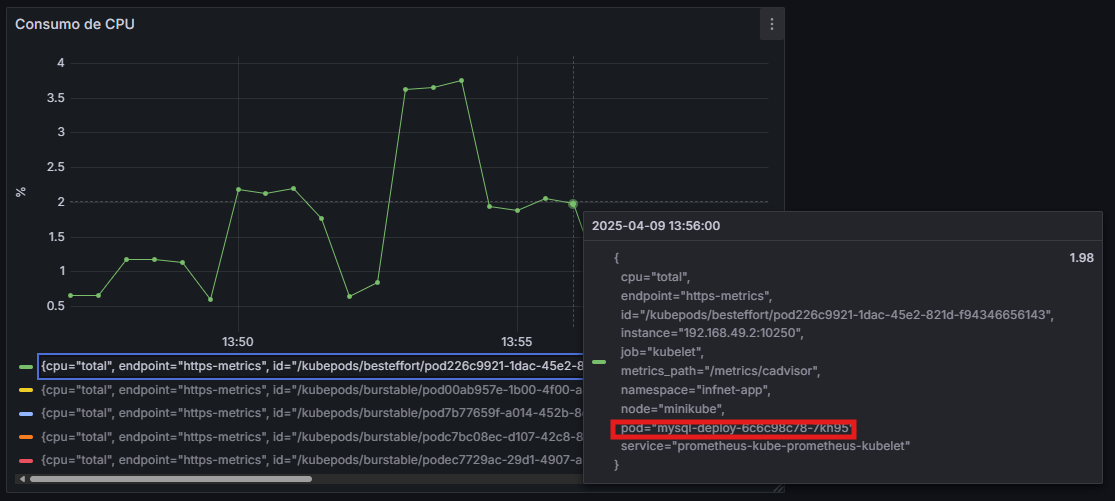 Consumo de CPU
4
3.5
3
2.5
2
1.5
1
0.5
%
13:50
13:55
{cpu="total", endpoint="https-metrics", id="/kubepods/besteffort/pod226c9921-1dac-45e2-8
{cpu="total", endpoint="https-metrics", id="/kubepods/burstable/pod00ab957e-1b00-4f00-a
{cpu="total", endpoint="https-metrics", id="/kubepods/burstable/pod7b77659f-a014-452b-8
{cpu="total", endpoint="https-metrics", id="/kubepods/burstable/podc7bc08ec-d107-42c8-8
{cpu="total", endpoint="https-metrics", id="/kubepods/burstable/podec7729ac-29d1-4907-a
2025-04-09 13:56:00
{ 1.98
cpu="total",
endpoint="https-metrics",
id="/kubepods/besteffort/pod226c9921-1dac-45e2-821d-f94346656143",
instance="192.168.49.2:10250",
job="kubelet",
metrics_path="/metrics/cadvisor",
namespace="infnet-app",
node="minikube",
pod="mysql-deploy-6c6c98c78-7kh95"
service="prometheus-kube-prometheus-kubelet"
}